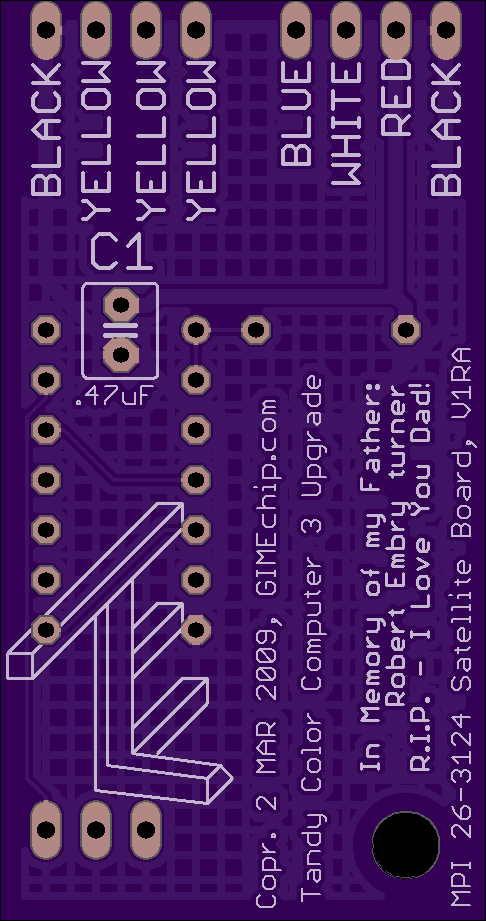 BLACK
YELLOW
YELLOW
YELLOW
BLUE
WHITE
RED
BLACK
C1
.47uF
Copr. 2 MAR 2009, GIMEchip.com
Tandy Color Computer 3 Upgrade
In Memory of my Father:
Robert Embry turner
R.I.P. - I Love You Dad!
MPI 26-3124 Satellite Board, V1RA